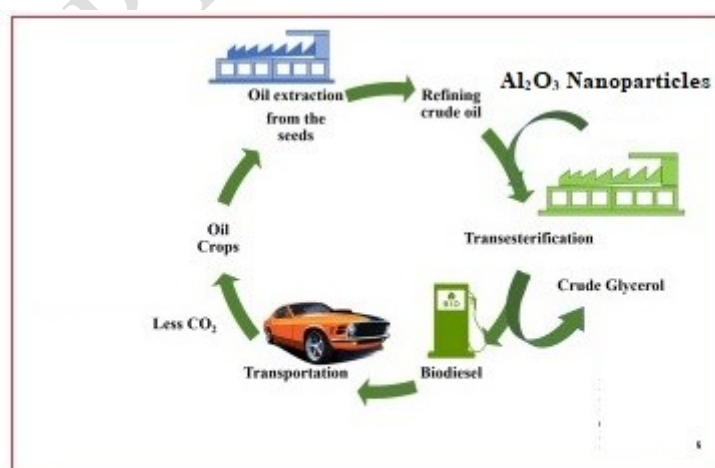 Oil extraction
from the
seeds
Refining
crude oil
Al₂O₃ Nanoparticles
Transesterification
Crude Glycerol
BIO
Biodiesel
Transportation
Less CO₂
Oil
Crops